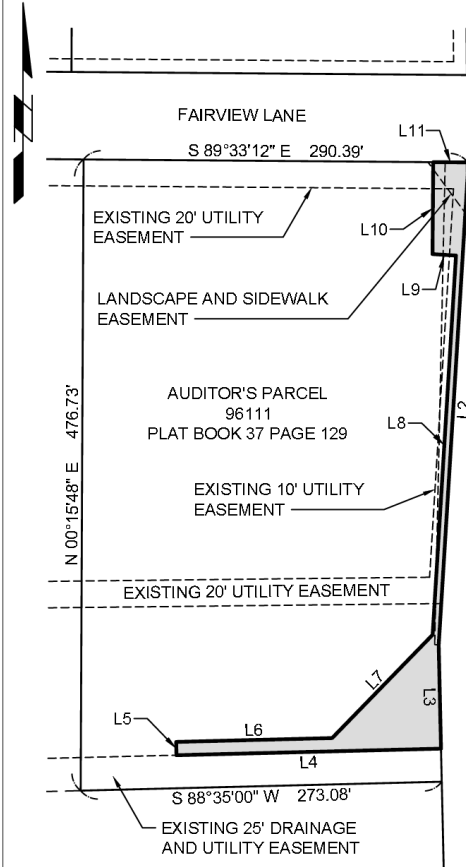 N
FAIRVIEW LANE
L11
S 89°33'12" E 290.39'
EXISTING 20' UTILITY
EASEMENT
L10
L9
LANDSCAPE AND SIDEWALK
EASEMENT
AUDITOR'S PARCEL
96111
PLAT BOOK 37 PAGE 129
L2
L8
N 00°15'48" E 476.73'
EXISTING 10' UTILITY
EASEMENT
EXISTING 20' UTILITY EASEMENT
L7
L3
L5
L6
L4
S 88°35'00" W 273.08'
EXISTING 25' DRAINAGE
AND UTILITY EASEMENT